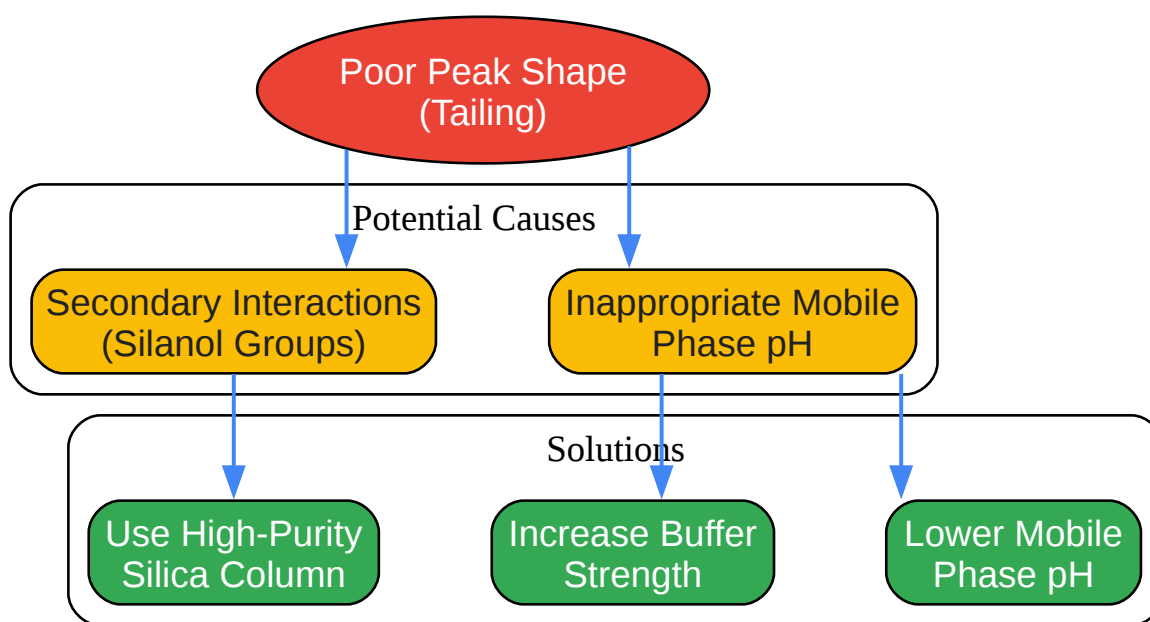 Poor Peak Shape
(Tailing)
Potential Causes
Secondary Interactions
(Silanol Groups)
Inappropriate Mobile
Phase pH
Solutions
Use High-Purity
Silica Column
Increase Buffer
Strength
Lower Mobile
Phase pH